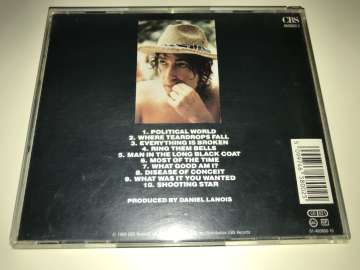 CBS
1. POLITICAL WORLD
2. WHERE TEARDROPS FALL
3. EVERYTHING IS BROKEN
4. RING THEM BELLS
5. MAN IN THE LONG BLACK COAT
6. MOST OF THE TIME
7. WHAT GOOD AM I?
8. DISEASE OF CONCEIT
9. WHAT WAS IT YOU WANTED
10. SHOOTING STAR
PRODUCED BY DANIEL LANOIS